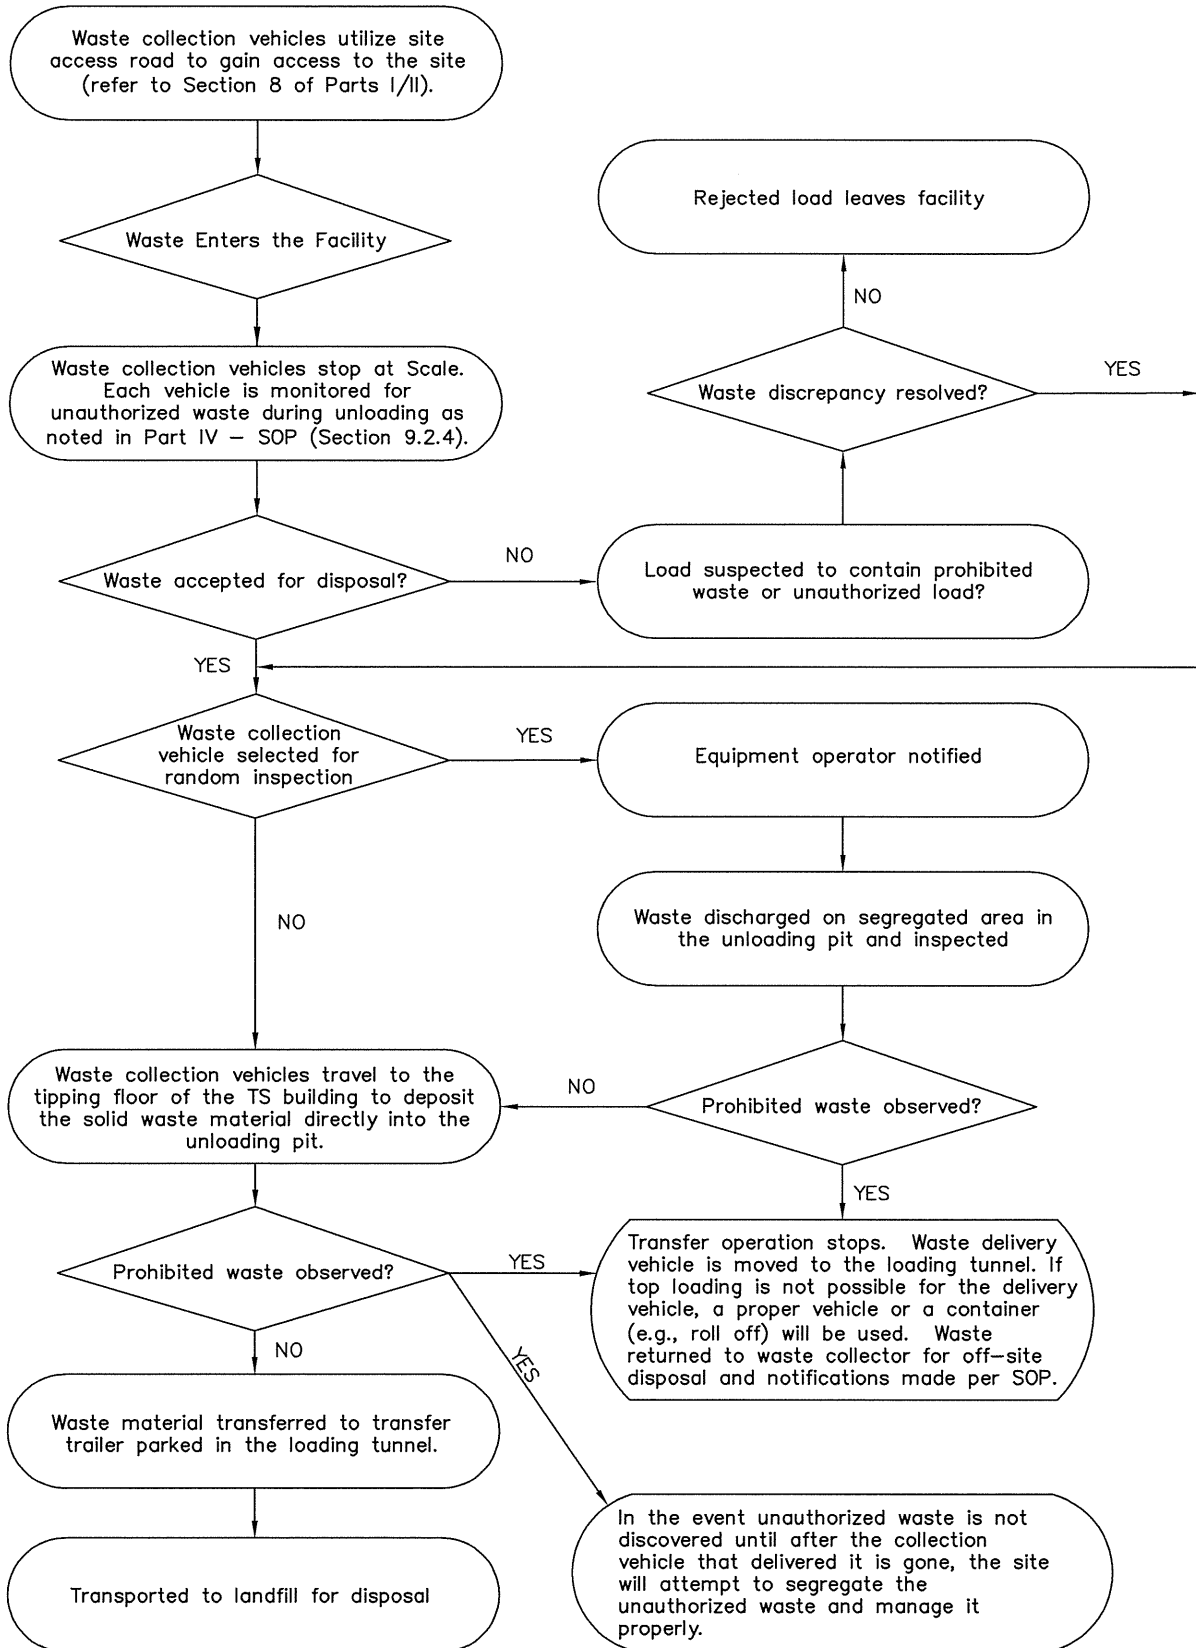 Waste collection vehicles utilize site
access road to gain access to the site
(refer to Section 8 of Parts I/II).
Waste Enters the Facility
Rejected load leaves facility
NO
Waste collection vehicles stop at Scale.
Each vehicle is monitored for
unauthorized waste during unloading as
noted in Part IV – SOP (Section 9.2.4).
Waste discrepancy resolved?
YES
Waste accepted for disposal?
NO
Load suspected to contain prohibited
waste or unauthorized load?
YES
Waste collection
vehicle selected for
random inspection
YES
Equipment operator notified
NO
Waste discharged on segregated area in
the unloading pit and inspected
Waste collection vehicles travel to the
tipping floor of the TS building to deposit
the solid waste material directly into the
unloading pit.
NO
Prohibited waste observed?
YES
Prohibited waste observed?
YES
Transfer operation stops. Waste delivery
vehicle is moved to the loading tunnel. If
top loading is not possible for the delivery
vehicle, a proper vehicle or a container
(e.g., roll off) will be used. Waste
returned to waste collector for off–site
disposal and notifications made per SOP.
NO
YES
Waste material transferred to transfer
trailer parked in the loading tunnel.
In the event unauthorized waste is not
discovered until after the collection
vehicle that delivered it is gone, the site
will attempt to segregate the
unauthorized waste and manage it
properly.
Transported to landfill for disposal